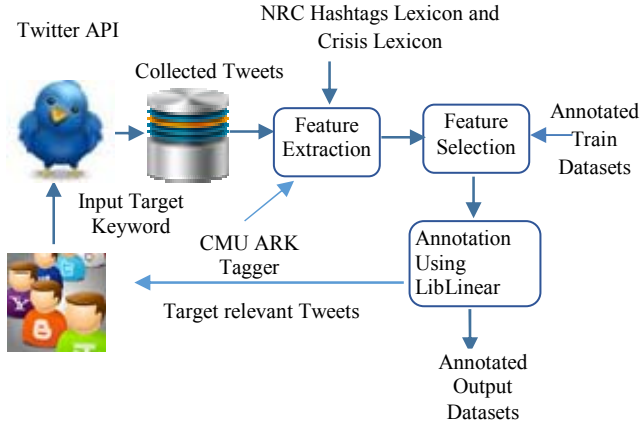 NRC Hashtags Lexicon and
Crisis Lexicon
Twitter API
Collected Tweets
Feature
Extraction
Feature
Selection
Annotated
Train
Datasets
Input Target
Keyword
CMU ARK
Tagger
Annotation
Using
LibLinear
Target relevant Tweets
Annotated
Output
Datasets